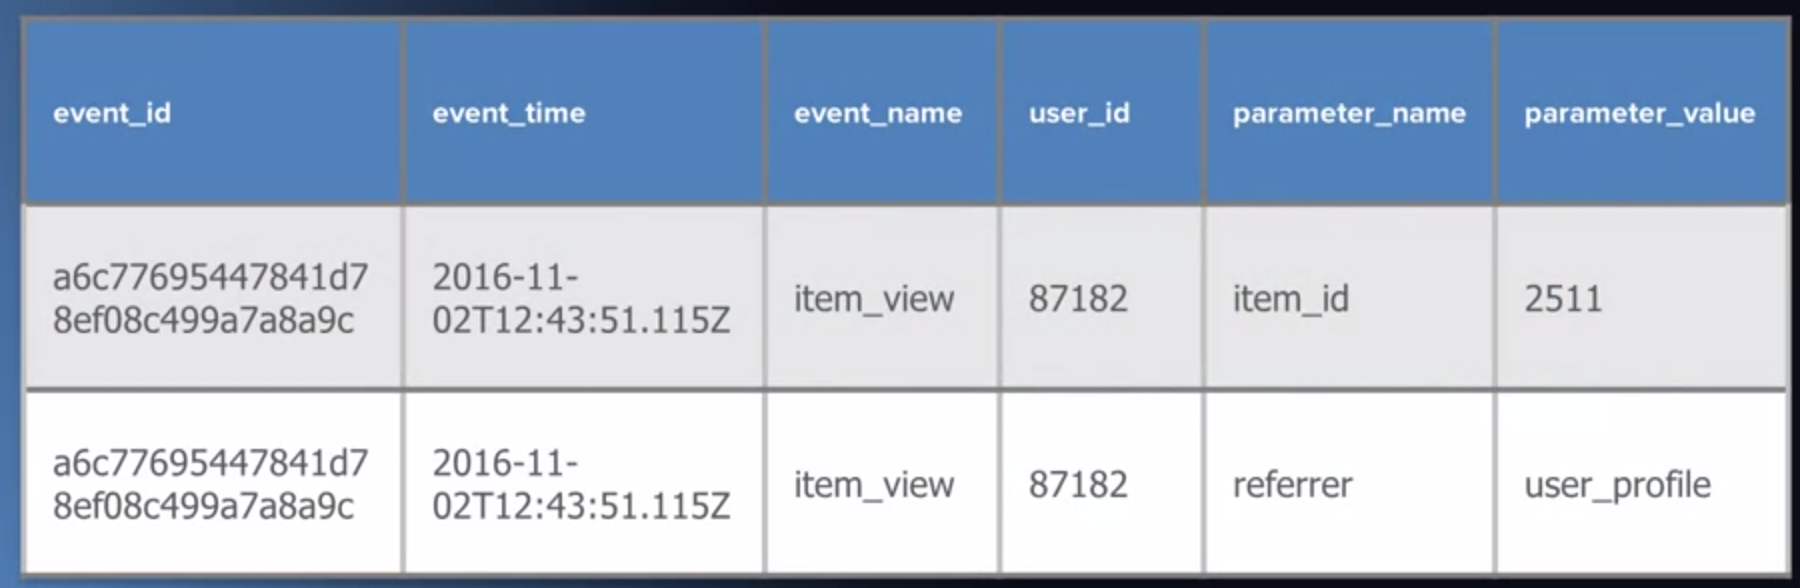 event_id event_time event_name user_id parameter_name parameter_value
a6c77695447841d7 2016-11-
8ef08c499a7a8a9c 02T12:43:51.115Z item_view 87182 item_id 2511
a6c77695447841d7 2016-11-
8ef08c499a7a8a9c 02T12:43:51.115Z item_view 87182 referrer user_profile